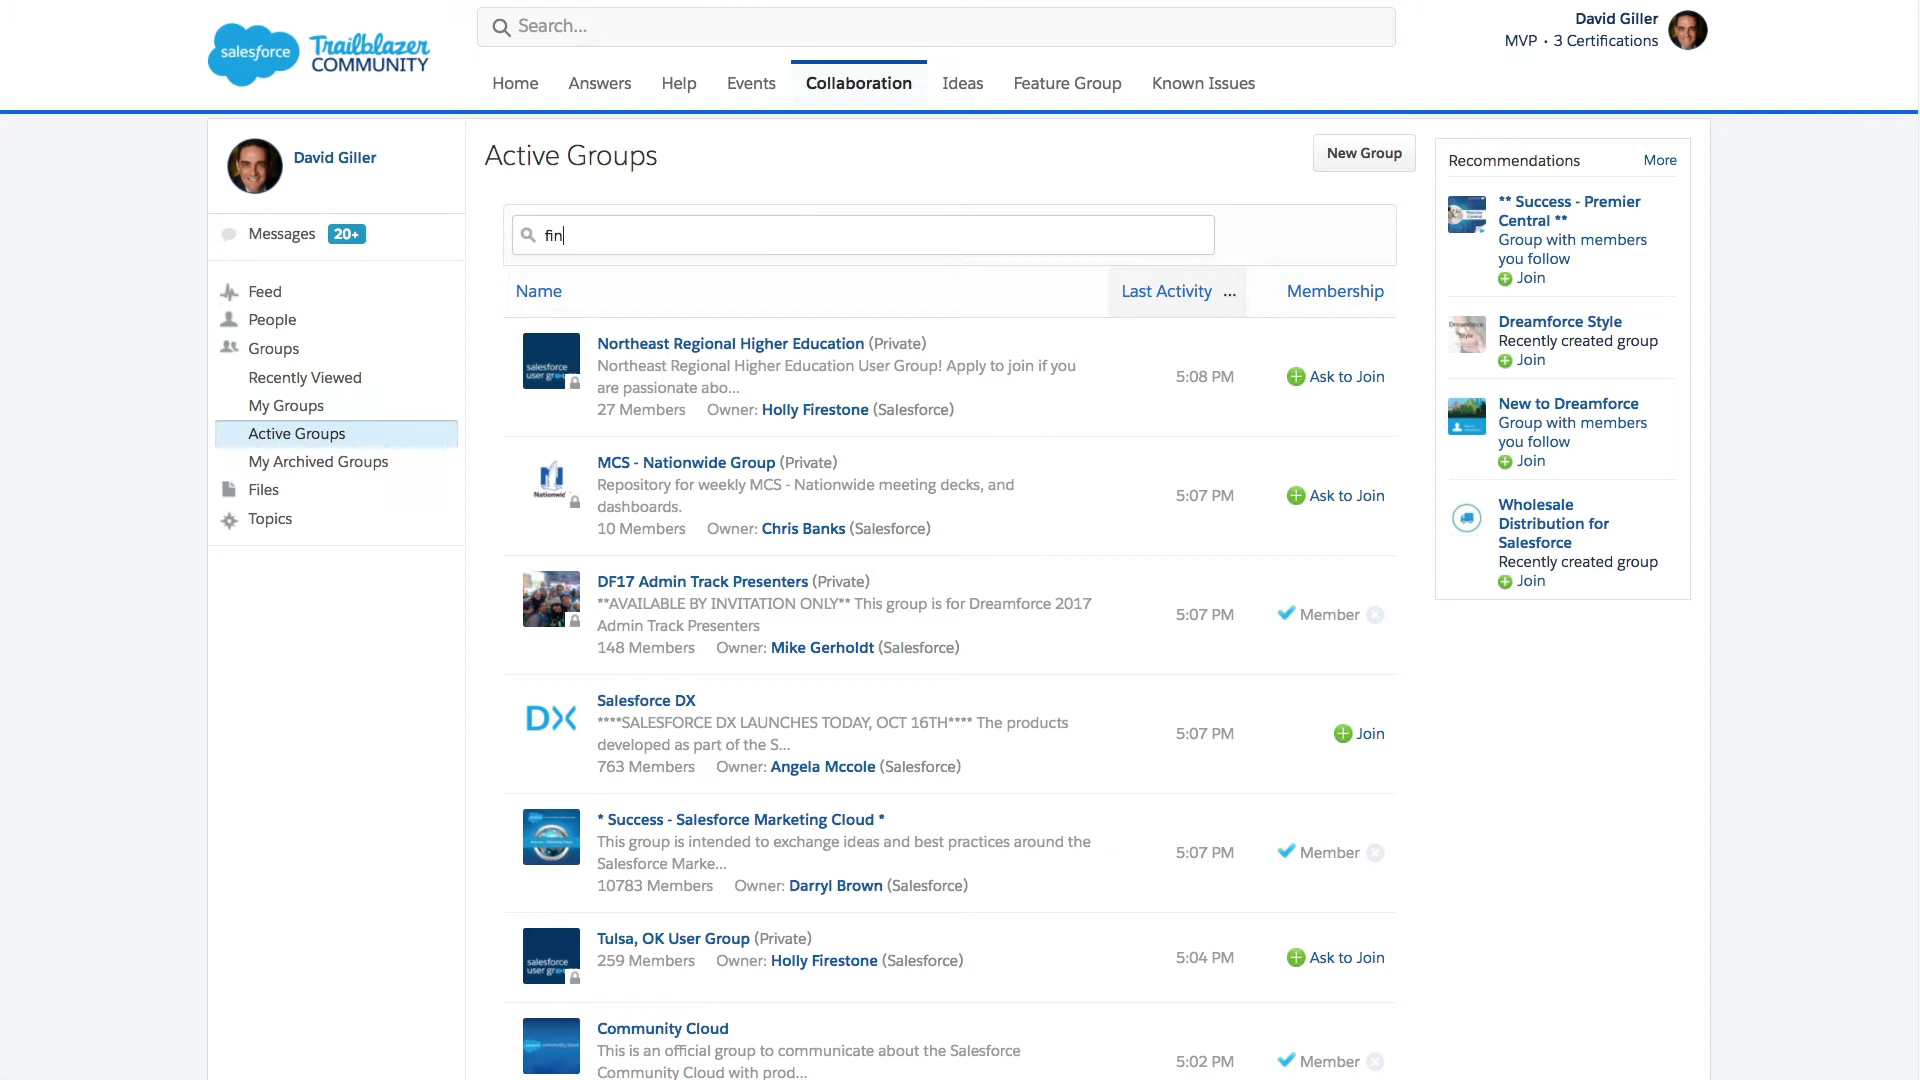 Search...
David Giller
MVP • 3 Certifications
salesforce
Trailblazer
COMMUNITY
Home Answers Help Events Collaboration Ideas Feature Group Known Issues
David Giller
Messages 20+
Feed
People
Groups
Recently Viewed
My Groups
Active Groups
My Archived Groups
Files
Topics
Active Groups
New Group
fin
Name Last Activity ... Membership
salesforce
Northeast Regional Higher Education (Private)
Northeast Regional Higher Education User Group! Apply to join if you
are passionate abo...
27 Members Owner: Holly Firestone (Salesforce)
5:08 PM
Ask to Join
MCS - Nationwide Group (Private)
Repository for weekly MCS - Nationwide meeting decks, and
dashboards.
10 Members Owner: Chris Banks (Salesforce)
5:07 PM
Ask to Join
DF17 Admin Track Presenters (Private)
**AVAILABLE BY INVITATION ONLY** This group is for Dreamforce 2017
Admin Track Presenters
148 Members Owner: Mike Gerholdt (Salesforce)
5:07 PM
Member
DX
Salesforce DX
****SALESFORCE DX LAUNCHES TODAY, OCT 16TH**** The products
developed as part of the S...
763 Members Owner: Angela Mccole (Salesforce)
5:07 PM
Join
* Success - Salesforce Marketing Cloud *
This group is intended to exchange ideas and best practices around the
Salesforce Marke...
10783 Members Owner: Darryl Brown (Salesforce)
5:07 PM
Member
salesforce
Tulsa, OK User Group (Private)
259 Members Owner: Holly Firestone (Salesforce)
5:04 PM
Ask to Join
Community Cloud
This is an official group to communicate about the Salesforce
Community Cloud with prod...
5:02 PM
Member
Recommendations More
** Success - Premier
Central **
Group with members
you follow
Join
Dreamforce Style
Recently created group
Join
New to Dreamforce
Group with members
you follow
Join
Wholesale
Distribution for
Salesforce
Recently created group
Join